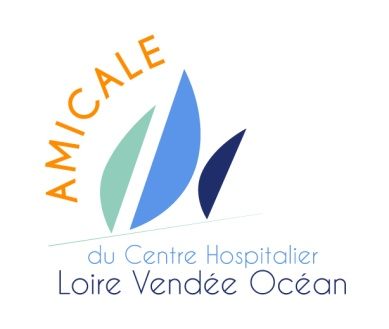 AMICALE
du Centre Hospitalier
Loire Vendée Océan